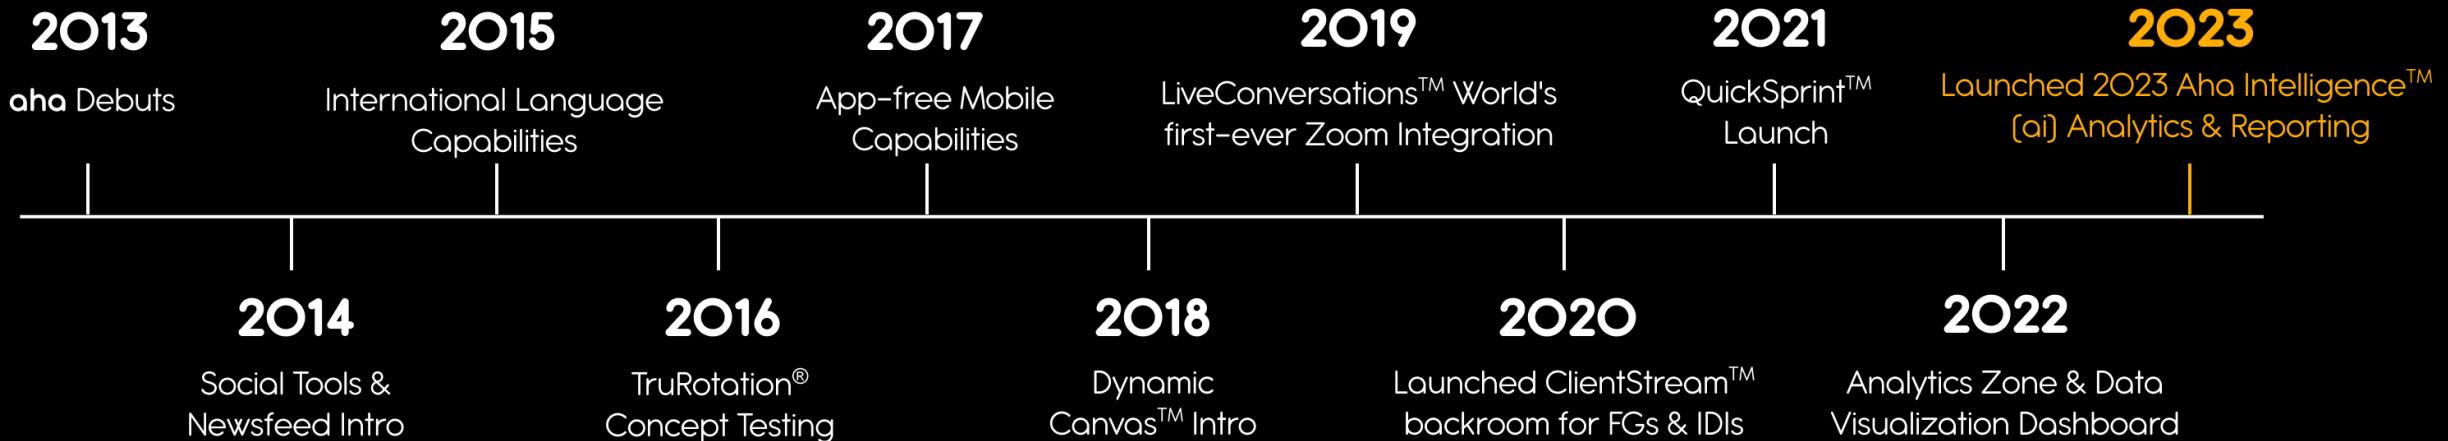 2013
aha Debuts
2015
International Language
Capabilities
2017
App-free Mobile
Capabilities
2019
LiveConversations™ World's
first-ever Zoom Integration
2021
QuickSprint™
Launch
2023
Launched 2023 Aha Intelligence™
(ai) Analytics & Reporting
2014
Social Tools &
Newsfeed Intro
2016
TruRotation®
Concept Testing
2018
Dynamic
Canvas™ Intro
2020
Launched ClientStream™
backroom for FGs & IDIs
2022
Analytics Zone & Data
Visualization Dashboard